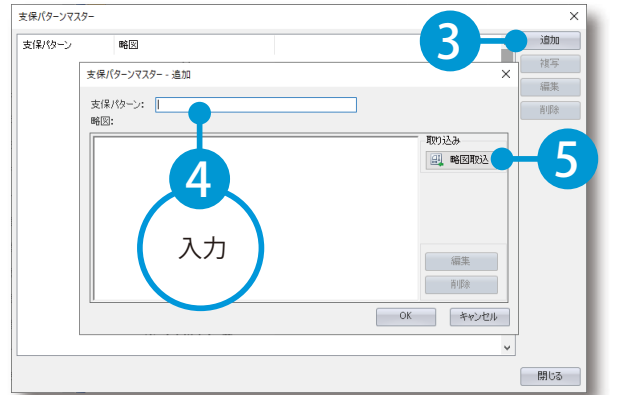 支保パターンマスター
支保パターン 略図
3
追加
複写
編集
削除
支保パターンマスター - 追加
支保パターン:
略図:
4
入力
取り込み
略図取込
5
編集
削除
OK キャンセル
閉じる